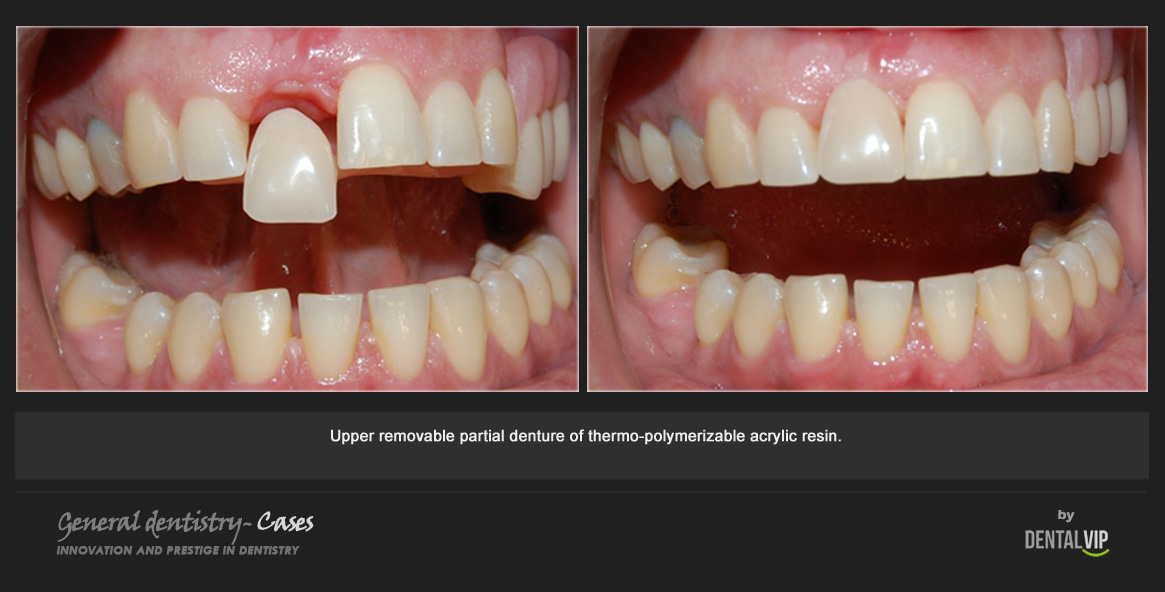 Upper removable partial denture of thermo-polymerizable acrylic resin.
General dentistry- Cases
INNOVATION AND PRESTIGE IN DENTISTRY
by
DENTALVIP